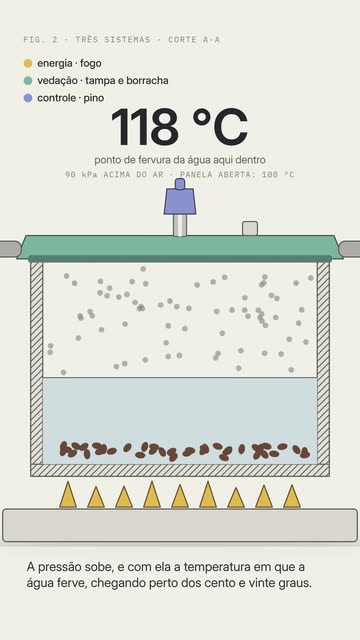 FIG. 2 · TRÊS SISTEMAS · CORTE A-A
energia · fogo
vedação · tampa e borracha
controle · pino
118 °C
ponto de fervura da água aqui dentro
90 kPa ACIMA DO AR · PANELA ABERTA: 100 °C
A pressão sobe, e com ela a temperatura em que a
água ferve, chegando perto dos cento e vinte graus.